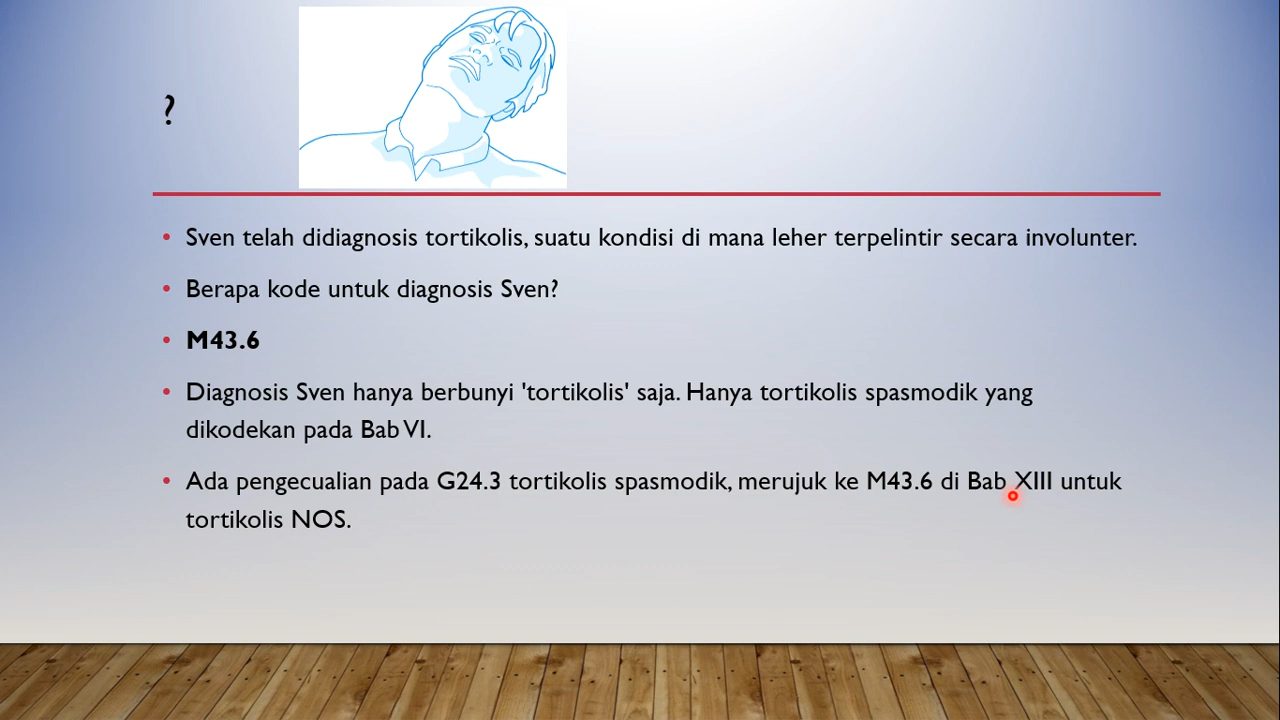 ?
• Sven telah didiagnosis tortikolis, suatu kondisi di mana leher terpelintir secara involunter.
• Berapa kode untuk diagnosis Sven?
• M43.6
• Diagnosis Sven hanya berbunyi 'tortikolis' saja. Hanya tortikolis spasmodik yang
dikodekan pada Bab VI.
• Ada pengecualian pada G24.3 tortikolis spasmodik, merujuk ke M43.6 di Bab XIII untuk
tortikolis NOS.